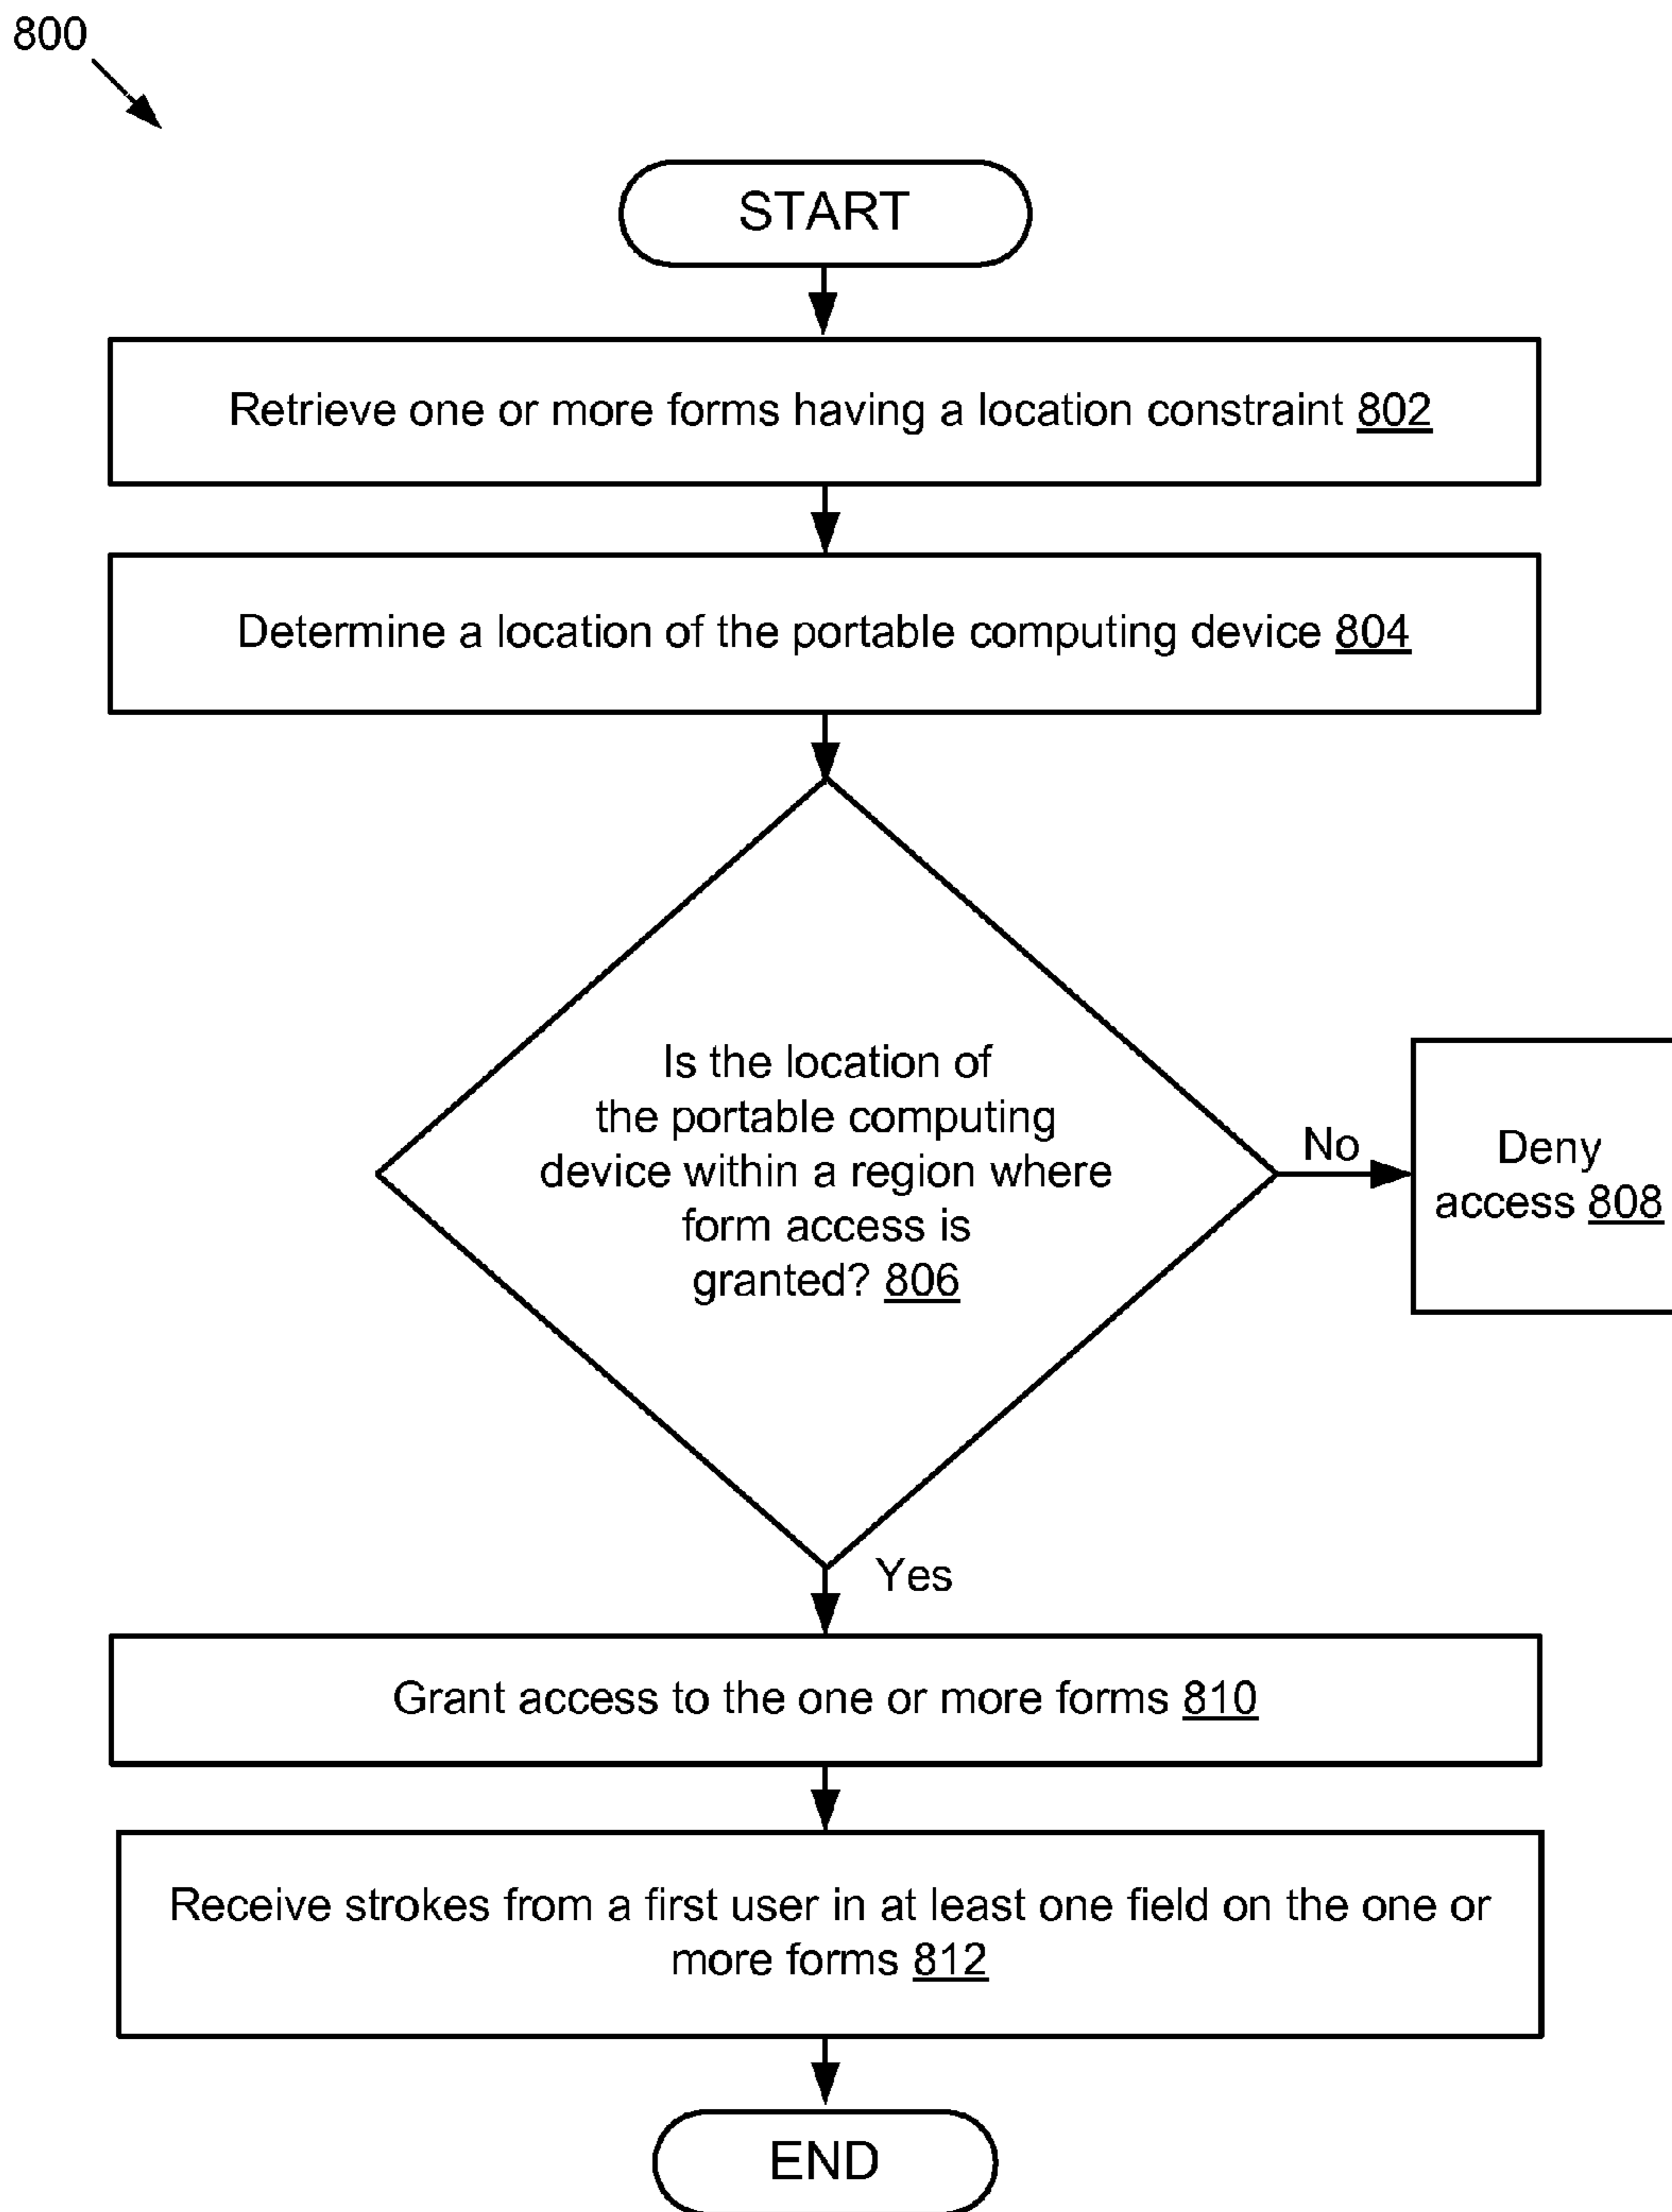 800
START
Retrieve one or more forms having a location constraint 802
Determine a location of the portable computing device 804
Is the location of
the portable computing
device within a region where
form access is
granted? 806
No
Deny
access 808
Yes
Grant access to the one or more forms 810
Receive strokes from a first user in at least one field on the one or
more forms 812
END